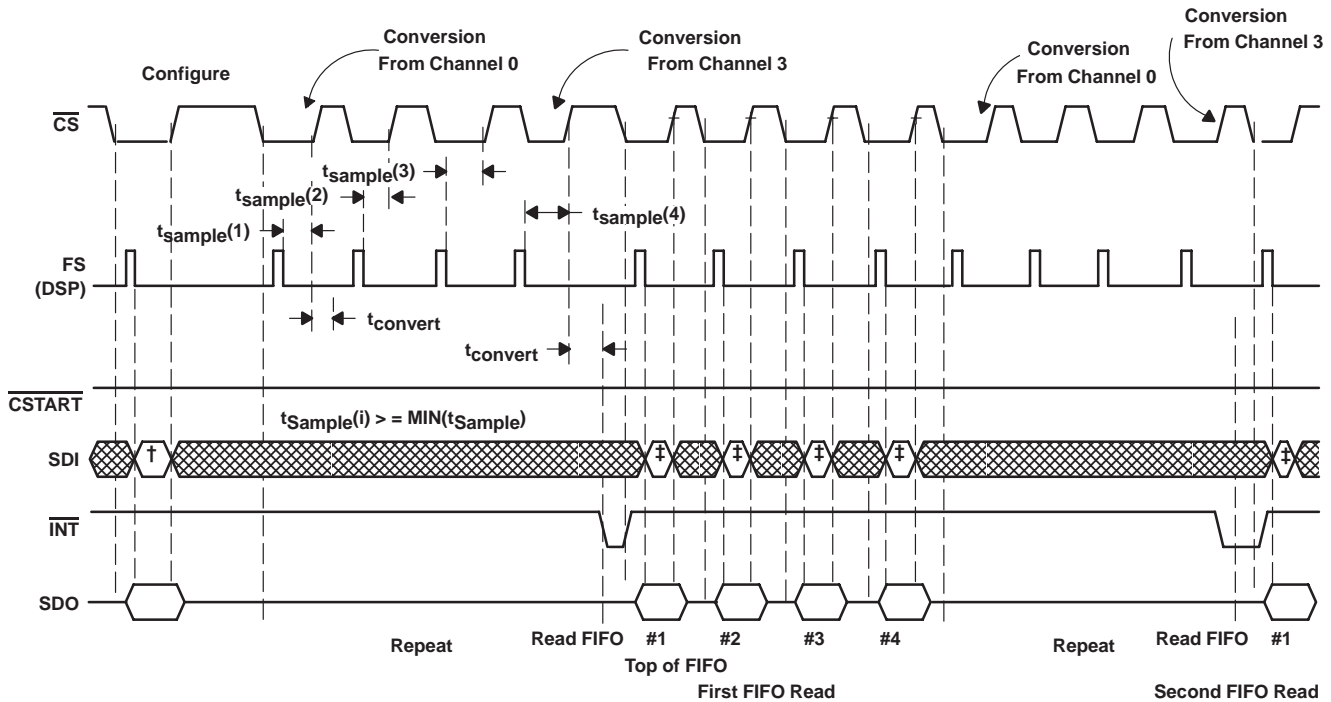 Conversion
From Channel 0
Conversion
From Channel 3
Conversion
From Channel 0
Conversion
From Channel 3
Configure
CS
tsample(3)
tsample(2)
tsample(4)
tsample(1)
FS
(DSP)
tconvert
tconvert
CSTART
tSample(i) > = MIN(tSample)
SDI
†
‡
‡
‡
‡
‡
INT
SDO
Repeat
Read FIFO
#1
#2
#3
#4
Repeat
Read FIFO
#1
Top of FIFO
First FIFO Read
Second FIFO Read